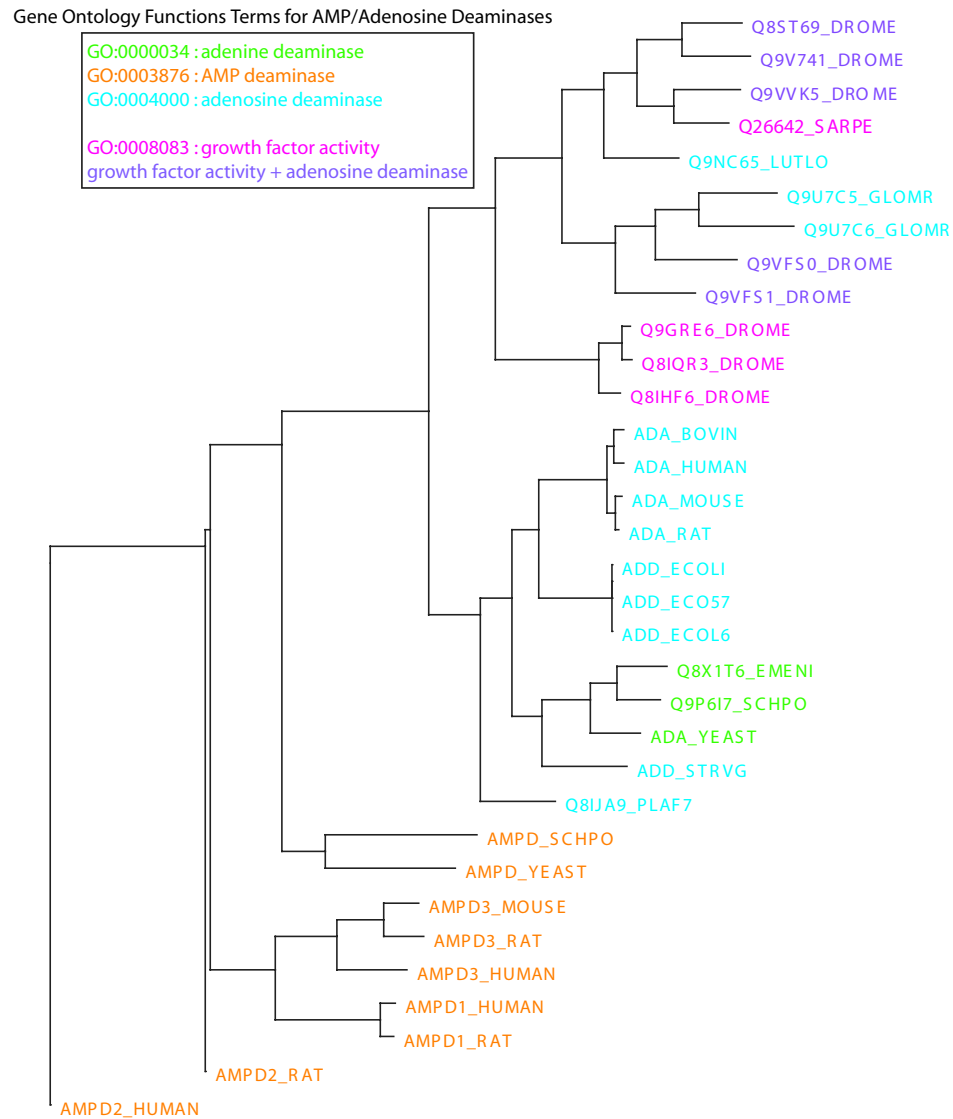 Gene Ontology Functions Terms for AMP/Adenosine Deaminases
GO:0000034 : adenine deaminase
GO:0003876 : AMP deaminase
GO:0004000 : adenosine deaminase
GO:0008083 : growth factor activity
growth factor activity + adenosine deaminase
Q8ST69_DROME
Q9V741_DROME
Q9VVK5_DROME
Q26642_SARPE
Q9NC65_LUTLO
Q9U7C5_GLOMR
Q9U7C6_GLOMR
Q9VFS0_DROME
Q9VFS1_DROME
Q9GRE6_DROME
Q8IQR3_DROME
Q8IHF6_DROME
ADA_BOVIN
ADA_HUMAN
ADA_MOUSE
ADA_RAT
ADD_ECOLI
ADD_ECO57
ADD_ECOL6
Q8X1T6_EMENI
Q9P6I7_SCHPO
ADA_YEAST
ADD_STRVG
Q8IJA9_PLAF7
AMPD_SCHPO
AMPD_YEAST
AMPD3_MOUSE
AMPD3_RAT
AMPD3_HUMAN
AMPD1_HUMAN
AMPD1_RAT
AMPD2_RAT
AMPD2_HUMAN